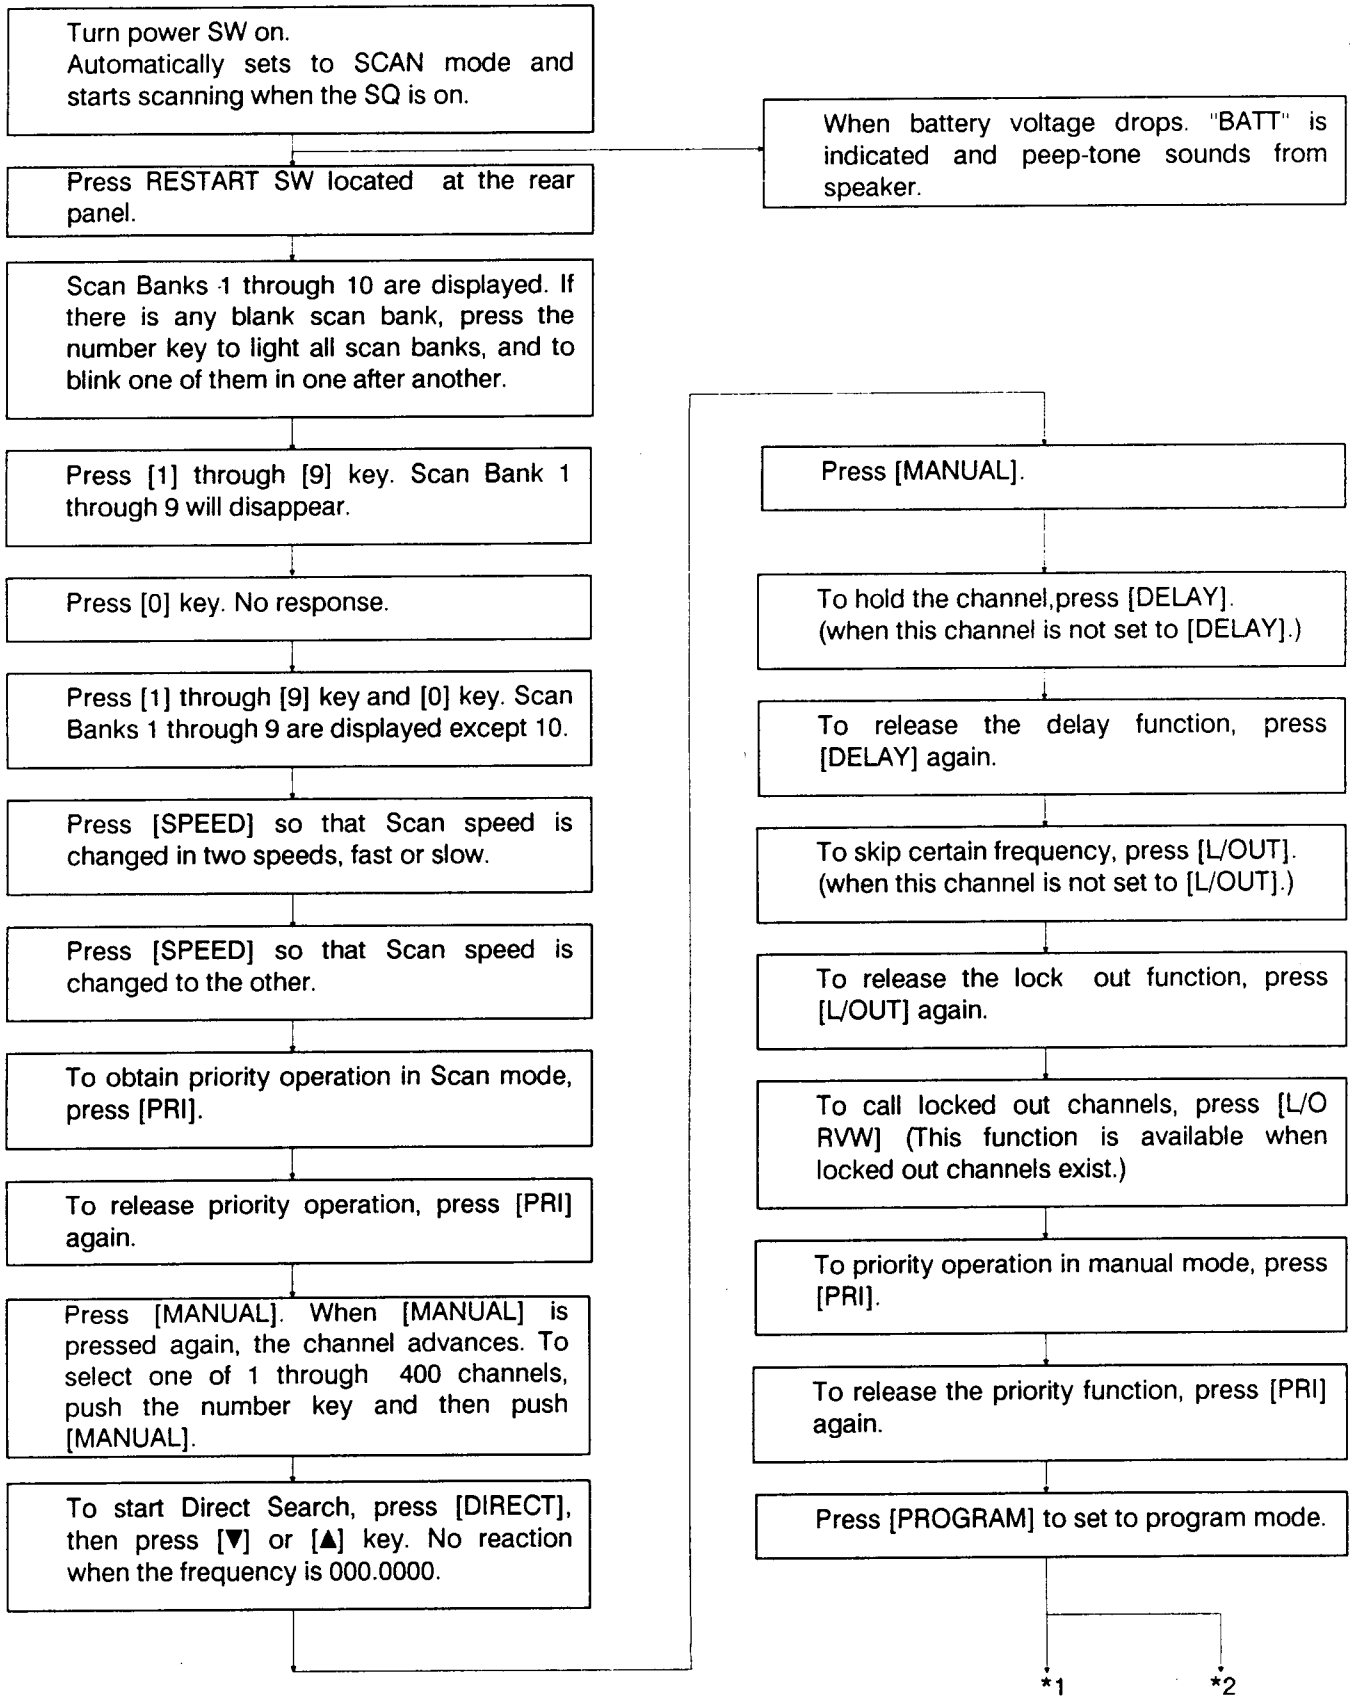 Turn power SW on.
Automatically sets to SCAN mode and
starts scanning when the SQ is on.
When battery voltage drops. "BATT" is
indicated and peep-tone sounds from
speaker.
Press RESTART SW located at the rear
panel.
Scan Banks 1 through 10 are displayed. If
there is any blank scan bank, press the
number key to light all scan banks, and to
blink one of them in one after another.
Press [1] through [9] key. Scan Bank 1
through 9 will disappear.
Press [0] key. No response.
Press [1] through [9] key and [0] key. Scan
Banks 1 through 9 are displayed except 10.
Press [SPEED] so that Scan speed is
changed in two speeds, fast or slow.
Press [SPEED] so that Scan speed is
changed to the other.
To obtain priority operation in Scan mode,
press [PRI].
To release priority operation, press [PRI]
again.
Press [MANUAL]. When [MANUAL] is
pressed again, the channel advances. To
select one of 1 through 400 channels,
push the number key and then push
[MANUAL].
To start Direct Search, press [DIRECT],
then press [▼] or [▲] key. No reaction
when the frequency is 000.0000.
Press [MANUAL].
To hold the channel,press [DELAY].
(when this channel is not set to [DELAY].)
To release the delay function, press
[DELAY] again.
To skip certain frequency, press [L/OUT].
(when this channel is not set to [L/OUT].)
To release the lock out function, press
[L/OUT] again.
To call locked out channels, press [L/O
RVW] (This function is available when
locked out channels exist.)
To priority operation in manual mode, press
[PRI].
To release the priority function, press [PRI]
again.
Press [PROGRAM] to set to program mode.
*1 *2